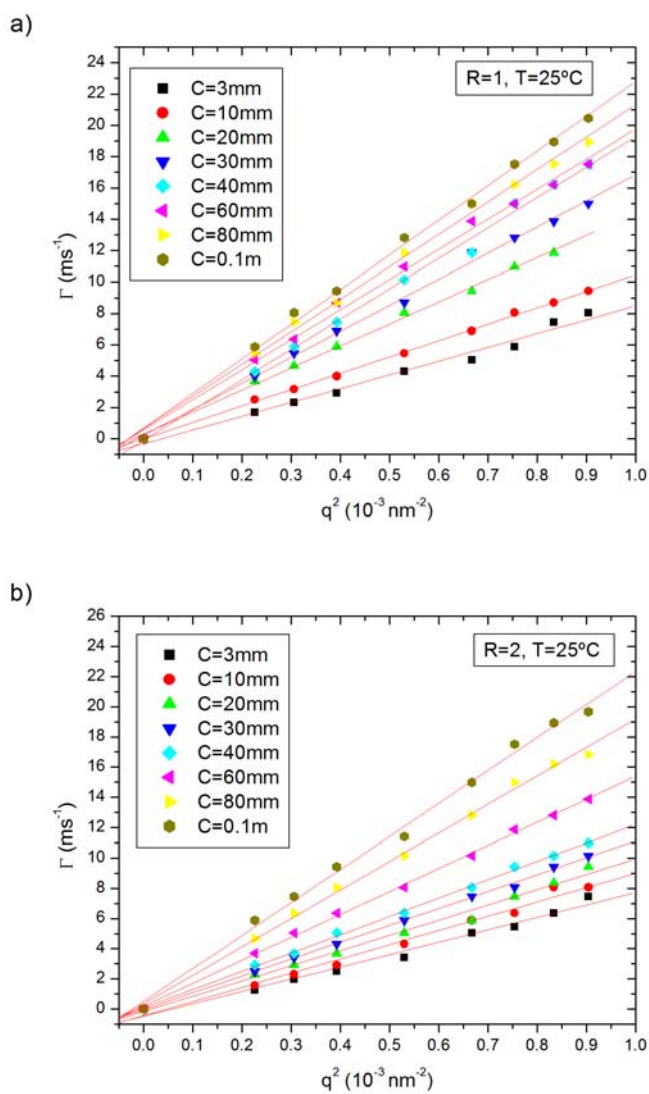 a)
R=1, T=25ºC
C=3mm
C=10mm
C=20mm
C=30mm
C=40mm
C=60mm
C=80mm
C=0.1m
Γ (ms⁻¹)
24
22
20
18
16
14
12
10
8
6
4
2
0
0.0 0.1 0.2 0.3 0.4 0.5 0.6 0.7 0.8 0.9 1.0
q² (10⁻³ nm⁻²)
b)
R=2, T=25ºC
C=3mm
C=10mm
C=20mm
C=30mm
C=40mm
C=60mm
C=80mm
C=0.1m
Γ (ms⁻¹)
26
24
22
20
18
16
14
12
10
8
6
4
2
0
0.0 0.1 0.2 0.3 0.4 0.5 0.6 0.7 0.8 0.9 1.0
q² (10⁻³ nm⁻²)